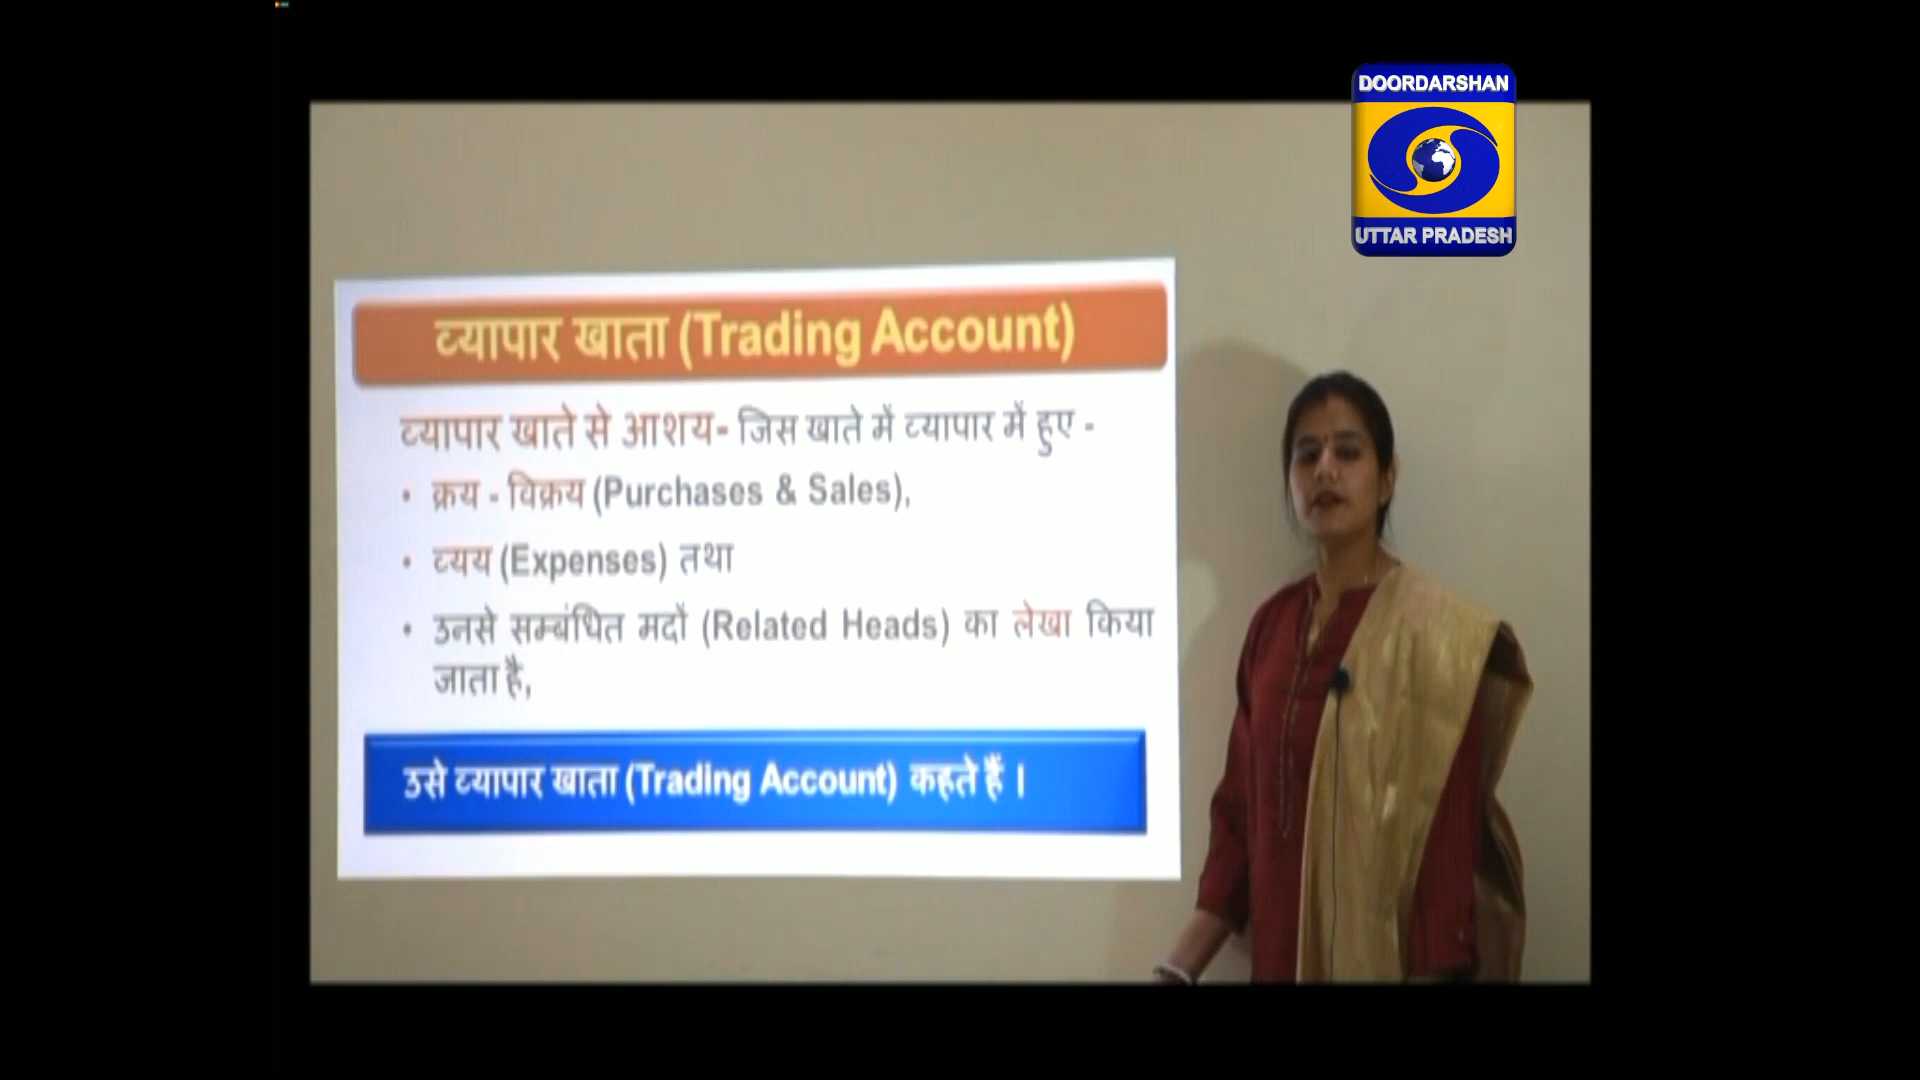 DOORDARSHAN
UTTAR PRADESH
व्यापार खाता (Trading Account)
व्यापार खाते से आशय- जिस खाते में व्यापार में हुए -
• क्रय - विक्रय (Purchases & Sales),
• व्यय (Expenses) तथा
• उनसे सम्बंधित मदों (Related Heads) का लेखा किया
जाता है,
उसे व्यापार खाता (Trading Account) कहते हैं ।